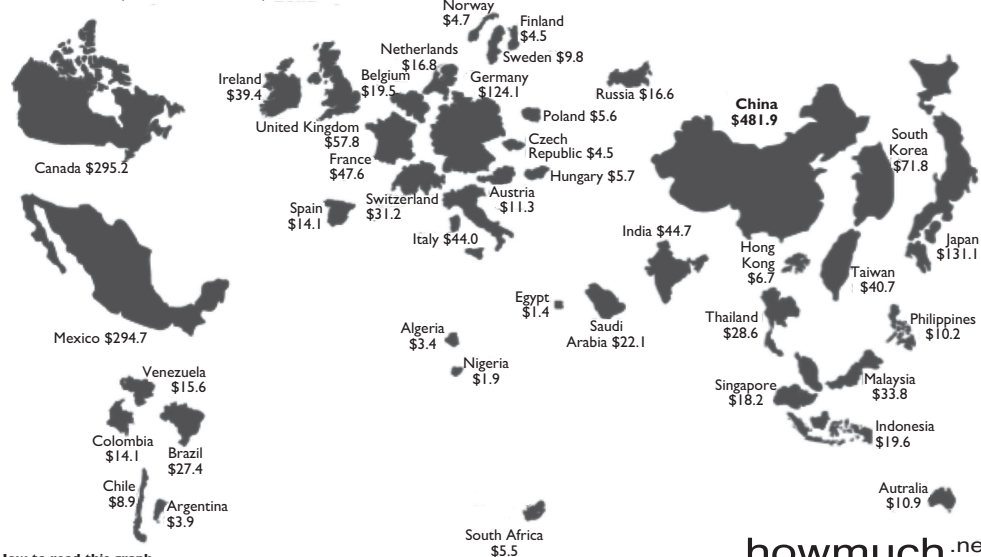 Norway
$4.7
Finland
$4.5
Sweden $9.8
Netherlands
$16.8
Ireland
$39.4
Belgium
$19.5
Germany
$124.1
Russia $16.6
China
$481.9
Poland $5.6
United Kingdom
$57.8
Czech
Republic $4.5
South
Korea
$71.8
France
$47.6
Canada $295.2
Hungary $5.7
Switzerland
$31.2
Austria
$11.3
Spain
$14.1
Italy $44.0
India $44.7
Hong
Kong
$6.7
Japan
$131.1
Taiwan
$40.7
Egypt
$1.4
Saudi
Arabia $22.1
Thailand
$28.6
Philippines
$10.2
Mexico $294.7
Algeria
$3.4
Nigeria
$1.9
Venezuela
$15.6
Singapore
$18.2
Malaysia
$33.8
Colombia
$14.1
Brazil
$27.4
Indonesia
$19.6
Chile
$8.9
Argentina
$3.9
Autralia
$10.9
South Africa
$5.5
How to read this graph
howmuch.ne